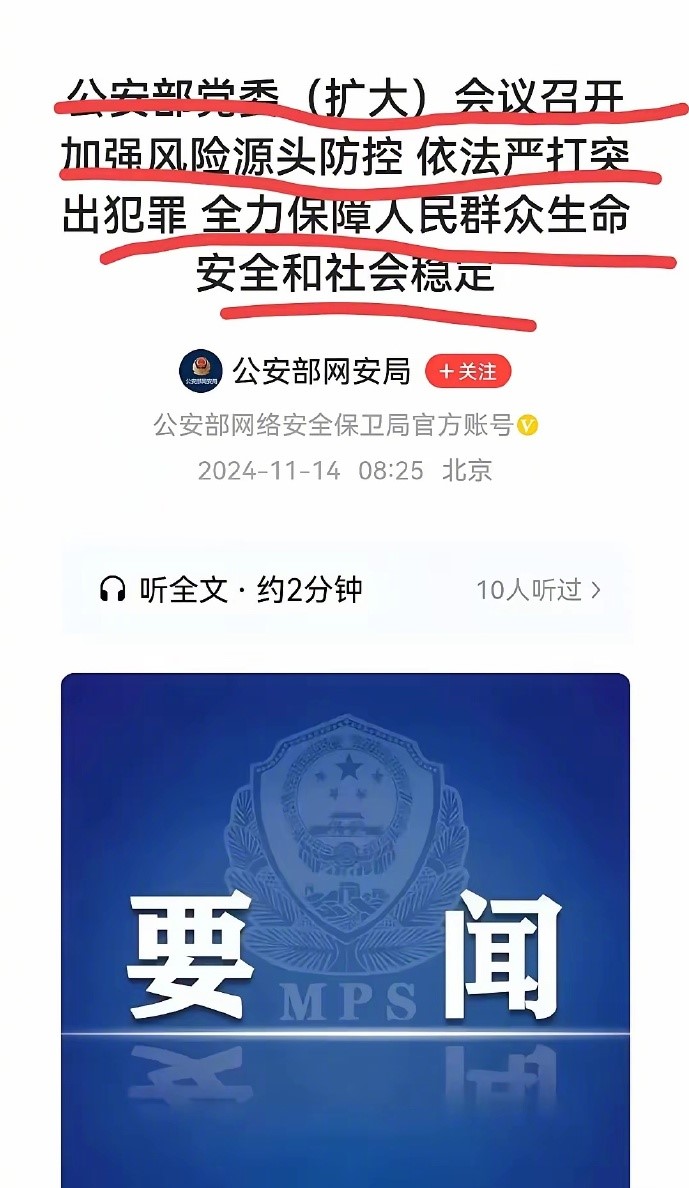 公安部党委（扩大）会议召开
加强风险源头防控 依法严打突
出犯罪 全力保障人民群众生命
安全和社会稳定
公安部网安局
+关注
公安部网络安全保卫局官方账号
2024-11-14 08:25 北京
听全文·约2分钟
10人听过
要闻
MPS